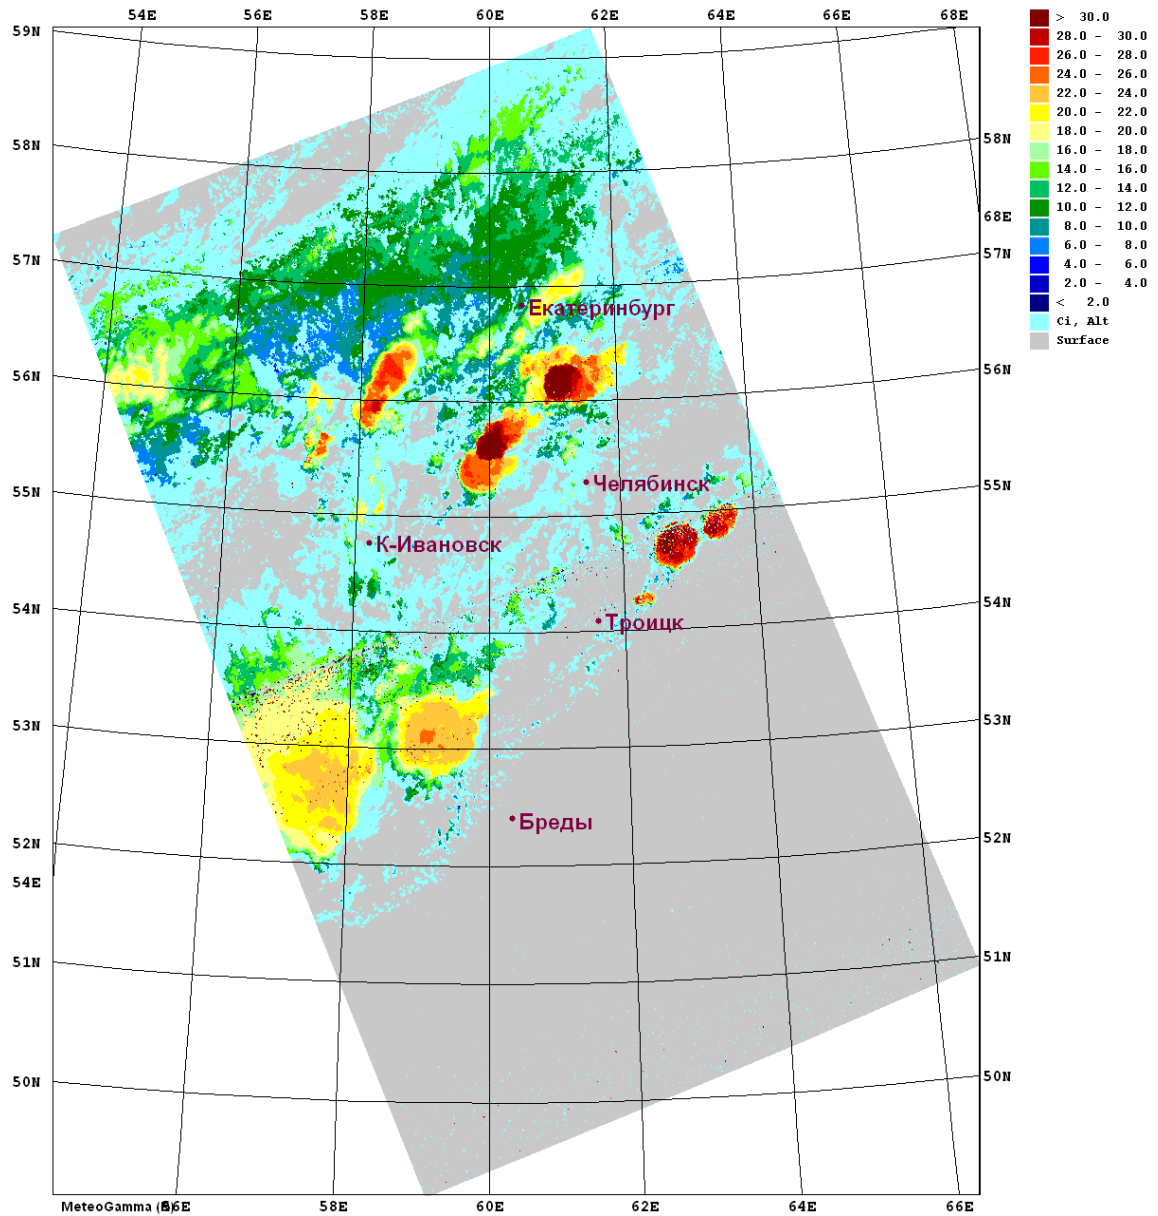 54E 56E 58E 60E 62E 64E 66E 68E
59N
58N
57N
56N
55N
54N
53N
52N
54E
51N
50N
58N
68E
57N
56N
55N
54N
53N
52N
51N
50N
Екатеринбург
Челябинск
К-Ивановск
Троицк
Бреды
> 30.0
28.0 - 30.0
26.0 - 28.0
24.0 - 26.0
22.0 - 24.0
20.0 - 22.0
18.0 - 20.0
16.0 - 18.0
14.0 - 16.0
12.0 - 14.0
10.0 - 12.0
8.0 - 10.0
6.0 - 8.0
4.0 - 6.0
2.0 - 4.0
< 2.0
Ci, Alt
Surface
MeteoGamma 6E 58E 60E 62E 64E 66E